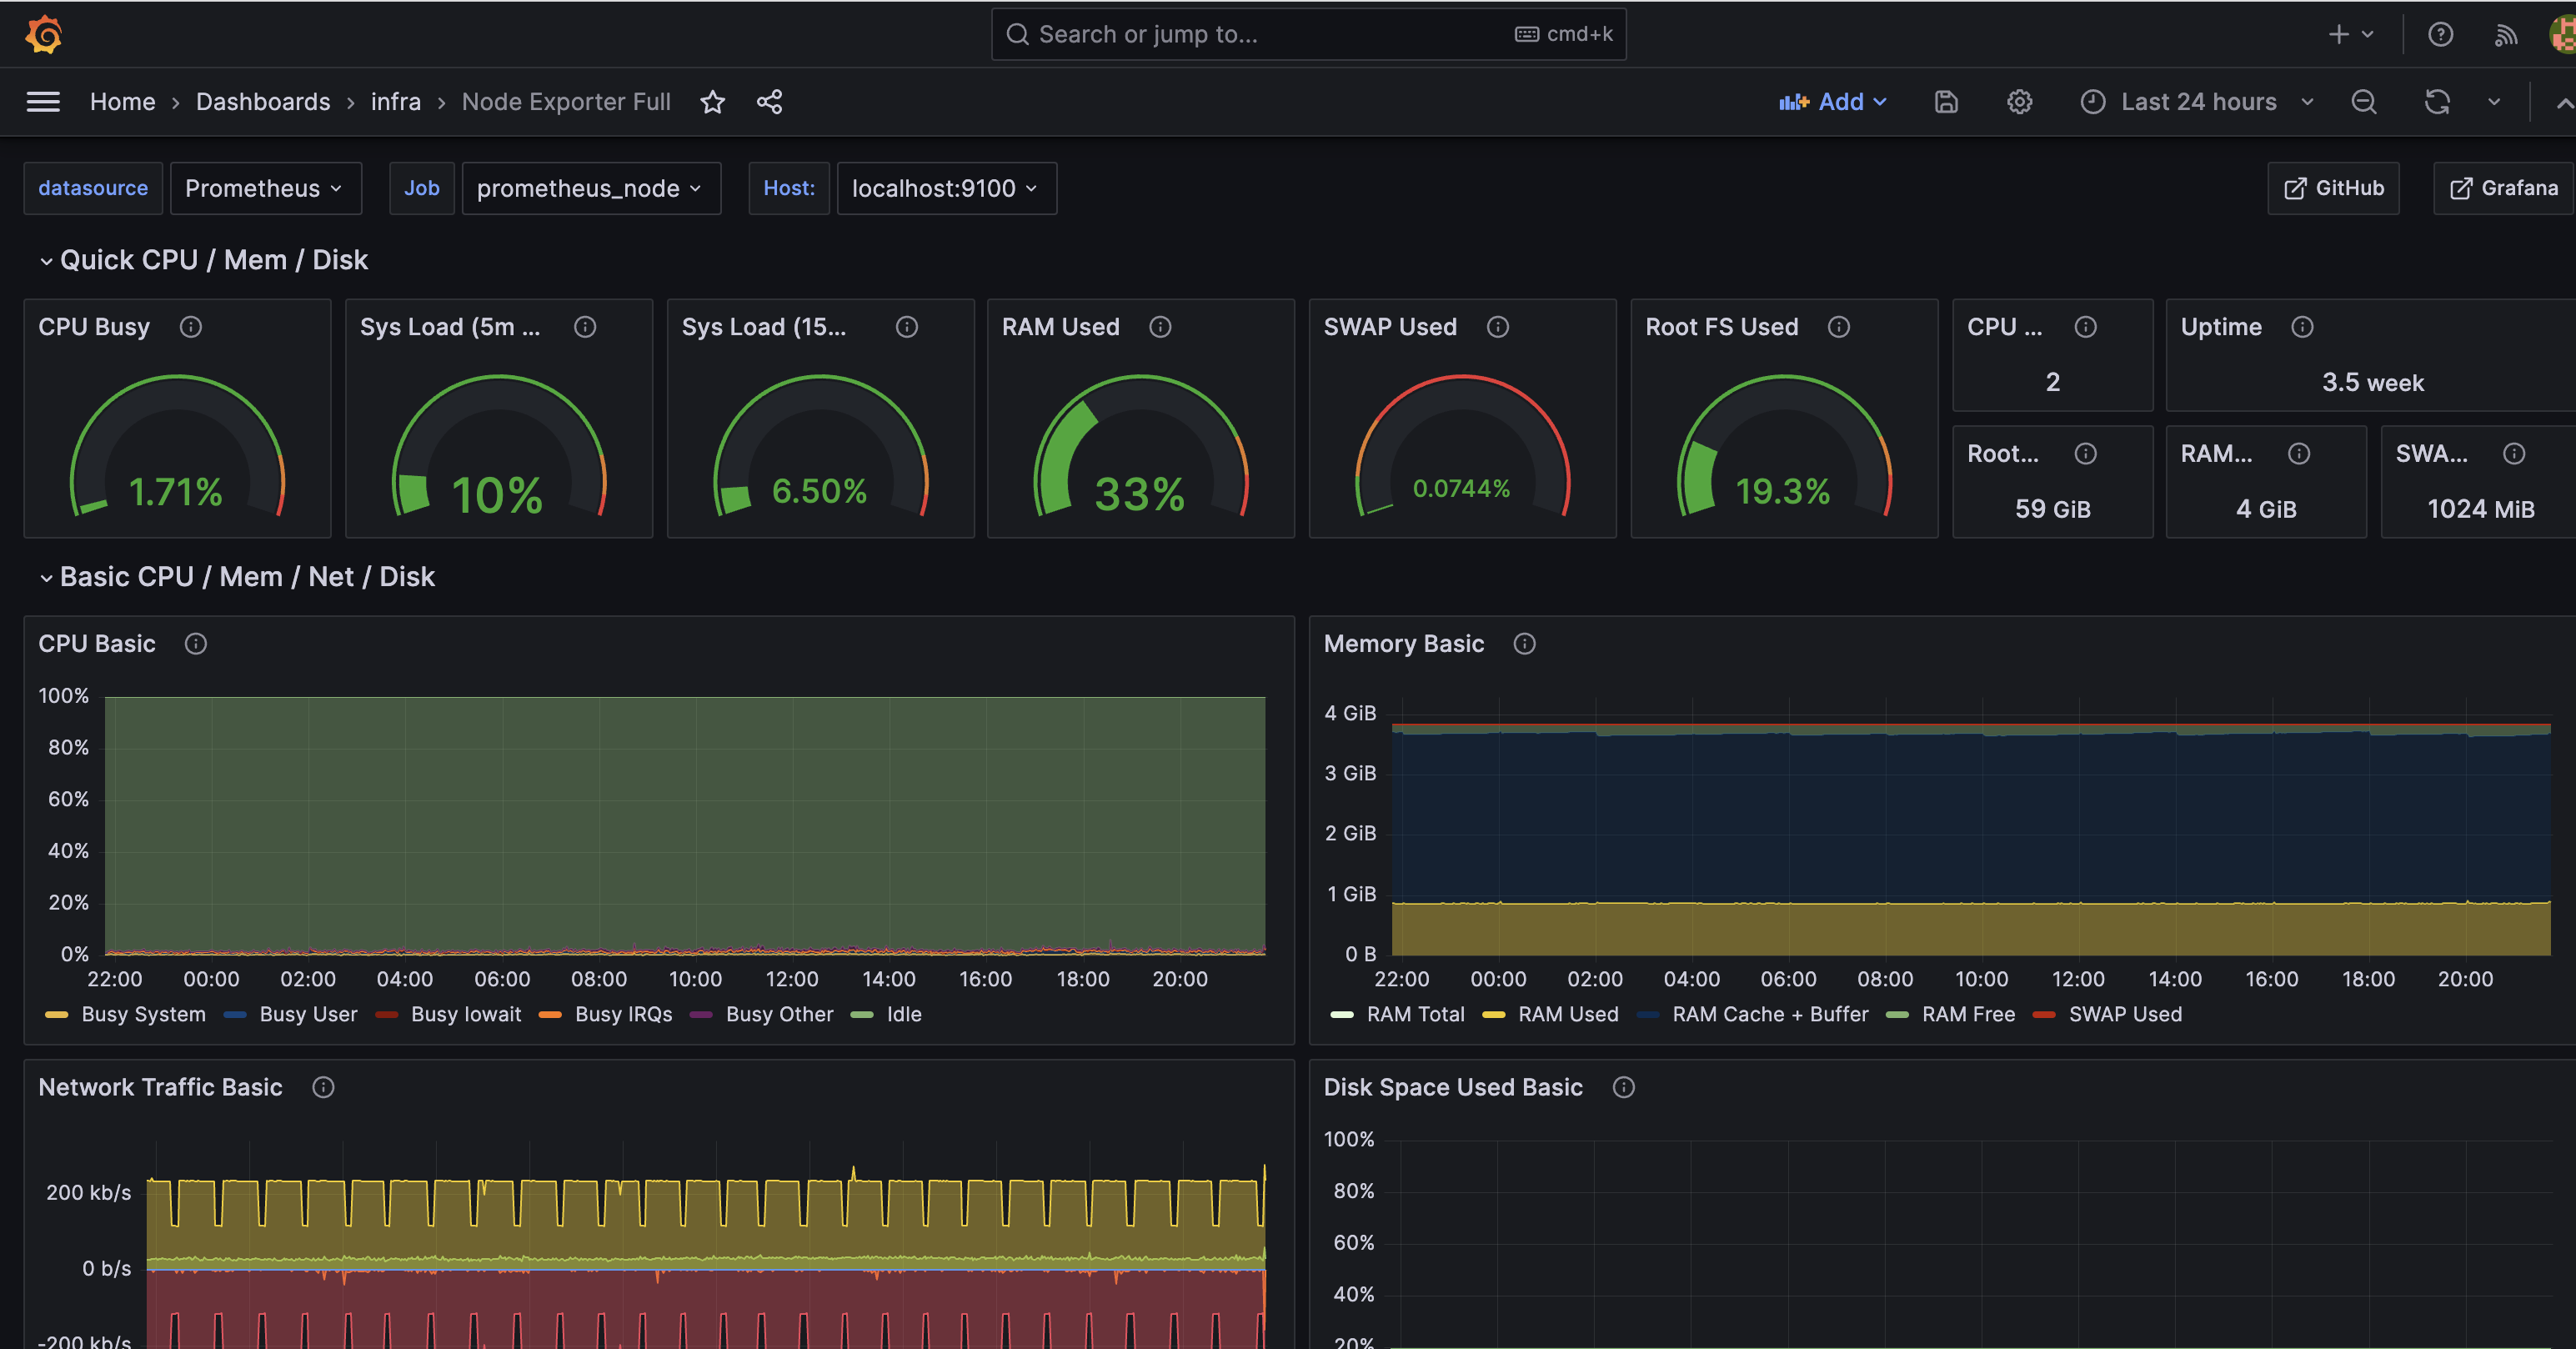 Search or jump to... cmd+k
Home › Dashboards › infra › Node Exporter Full Add Last 24 hours
datasource Prometheus Job prometheus_node Host: localhost:9100 GitHub Grafana
Quick CPU / Mem / Disk
CPU Busy
1.71%
Sys Load (5m ...
10%
Sys Load (15...
6.50%
RAM Used
33%
SWAP Used
0.0744%
Root FS Used
19.3%
CPU ...
2
Uptime
3.5 week
Root...
59 GiB
RAM...
4 GiB
SWA...
1024 MiB
Basic CPU / Mem / Net / Disk
CPU Basic
100%
80%
60%
40%
20%
0%
22:00 00:00 02:00 04:00 06:00 08:00 10:00 12:00 14:00 16:00 18:00 20:00
Busy System Busy User Busy Iowait Busy IRQs Busy Other Idle
Memory Basic
4 GiB
3 GiB
2 GiB
1 GiB
0 B
22:00 00:00 02:00 04:00 06:00 08:00 10:00 12:00 14:00 16:00 18:00 20:00
RAM Total RAM Used RAM Cache + Buffer RAM Free SWAP Used
Network Traffic Basic
200 kb/s
0 b/s
-200 kb/s
Disk Space Used Basic
100%
80%
60%
40%
20%